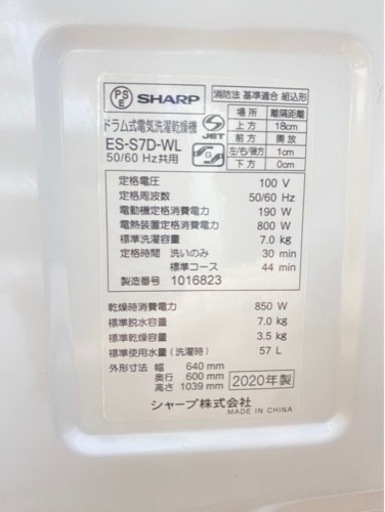 PS E SHARP
ドラム式電気洗濯乾燥機
S JET
ES-S7D-WL
50/60 Hz共用
消防法 基準適合 組込形
場所 離隔距離
上方 18cm
前方 開放
左/右/後方 1cm
下方 0cm
定格電圧 100 V
定格周波数 50/60 Hz
電動機定格消費電力 190 W
電熱装置定格消費電力 800 W
標準洗濯容量 7.0 kg
定格時間 洗いのみ 30 min
標準コース 44 min
製造番号 1016823
乾燥時消費電力 850 W
標準脱水容量 7.0 kg
標準乾燥容量 3.5 kg
標準使用水量(洗濯時) 57 L
外形寸法 幅 640 mm
奥行 600 mm
高さ 1039 mm
2020年製
シャープ株式会社
MADE IN CHINA